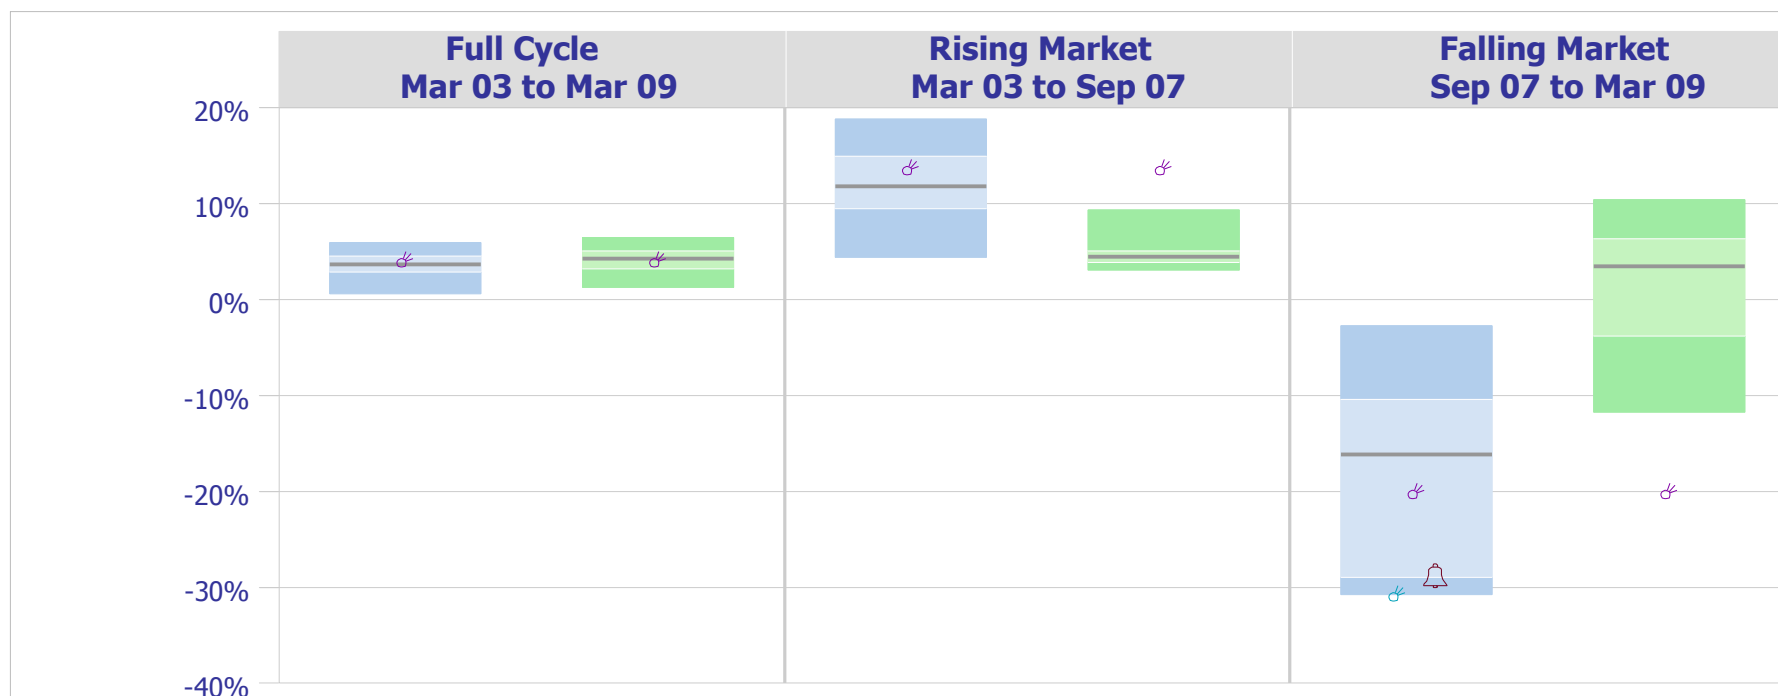 Full Cycle
Mar 03 to Mar 09
Rising Market
Mar 03 to Sep 07
Falling Market
Sep 07 to Mar 09
20%
10%
0%
-10%
-20%
-30%
-40%